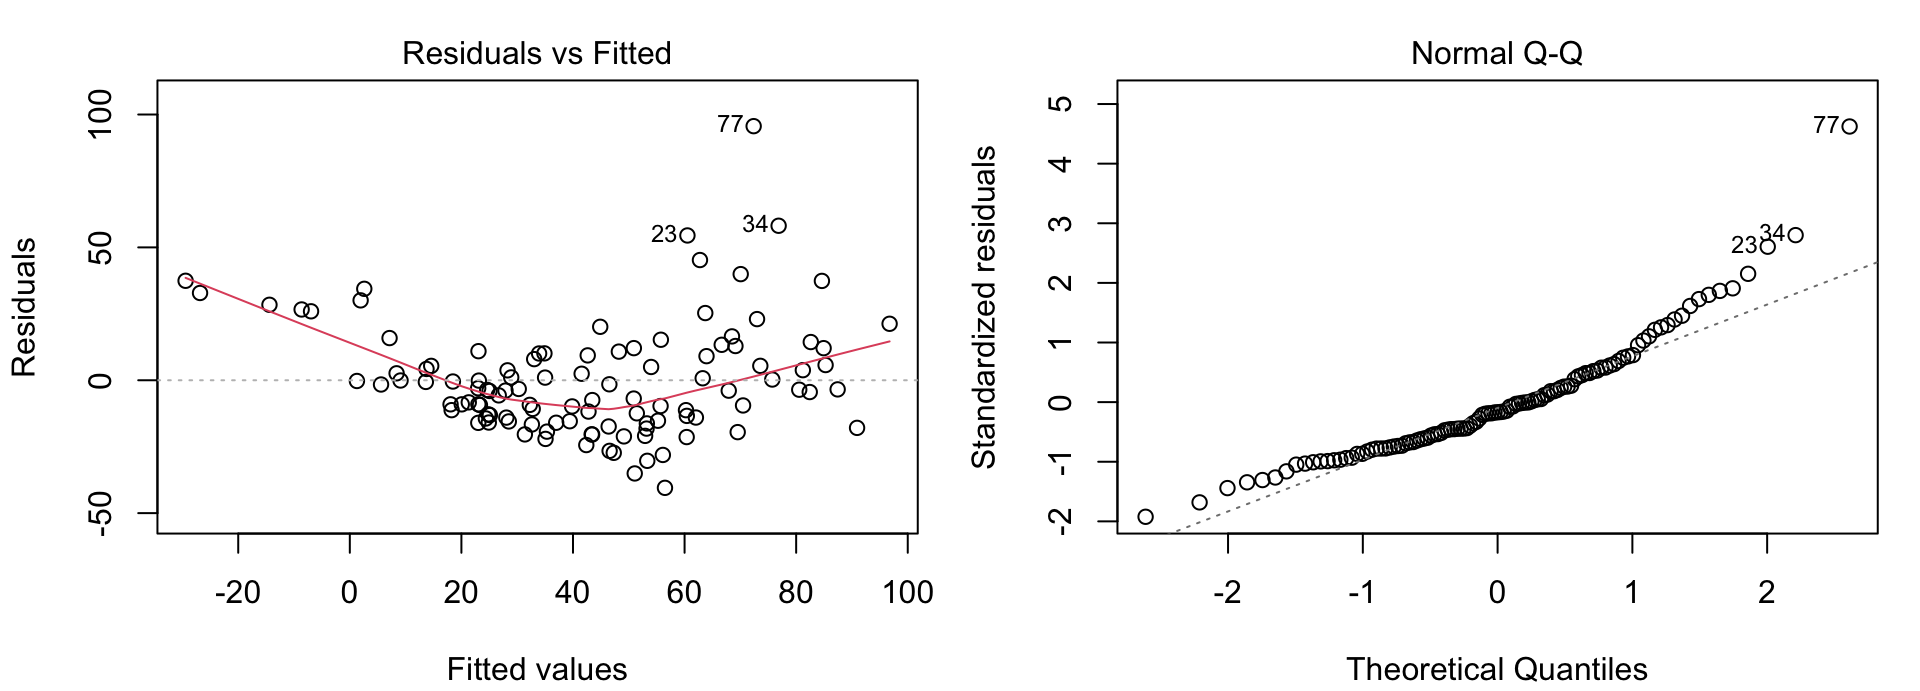 Residuals vs Fitted
Residuals
100
50
0
-50
77
34
23
-20 0 20 40 60 80 100
Fitted values
Normal Q-Q
Standardized residuals
5
4
3
2
1
0
-1
-2
77
34
23
-2 -1 0 1 2
Theoretical Quantiles